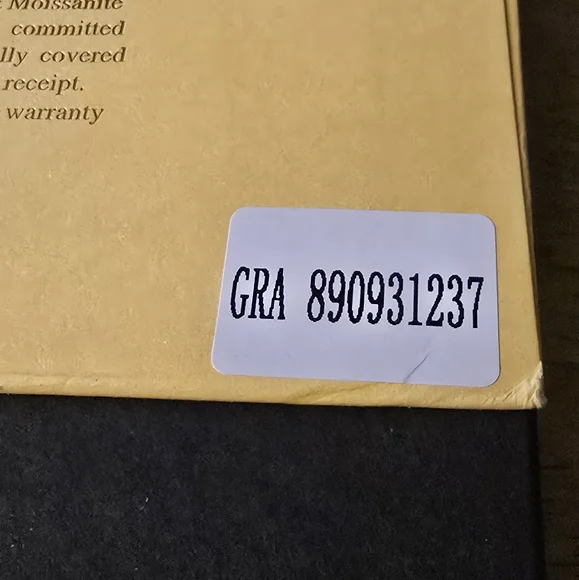 Moissanite
committed
lly covered
receipt.
warranty
GRA 890931237